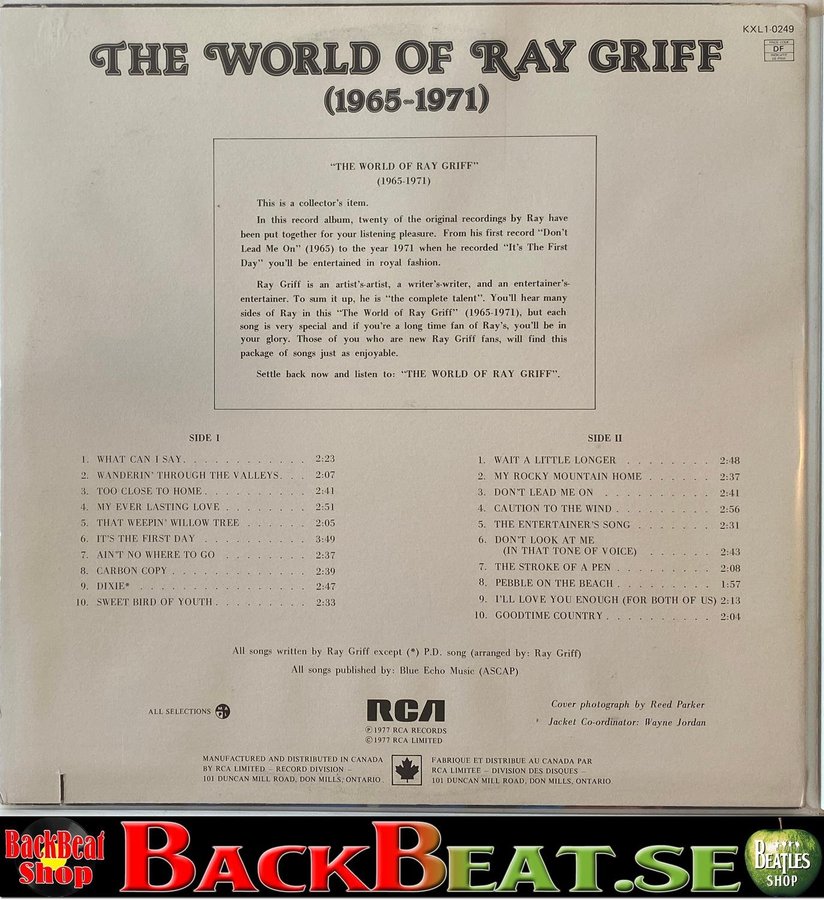 KXL1-0249
DF
THE WORLD OF RAY GRIFF
(1965-1971)
"THE WORLD OF RAY GRIFF"
(1965-1971)
This is a collector's item.
In this record album, twenty of the original recordings by Ray have
been put together for your listening pleasure. From his first record "Don't
Lead Me On" (1965) to the year 1971 when he recorded "It's The First
Day" you'll be entertained in royal fashion.
Ray Griff is an artist's-artist, a writer's-writer, and an entertainer's-
entertainer. To sum it up, he is "the complete talent". You'll hear many
sides of Ray in this "The World of Ray Griff" (1965-1971), but each
song is very special and if you're a long time fan of Ray's, you'll be in
your glory. Those of you who are new Ray Griff fans, will find this
package of songs just as enjoyable.
Settle back now and listen to: "THE WORLD OF RAY GRIFF".
SIDE I
1. WHAT CAN I SAY. . . . . . . . . . . . 2:23
2. WANDERIN' THROUGH THE VALLEYS. . . 2:07
3. TOO CLOSE TO HOME . . . . . . . . . . 2:41
4. MY EVER LASTING LOVE . . . . . . . . 2:51
5. THAT WEEPIN' WILLOW TREE . . . . . . 2:05
6. IT'S THE FIRST DAY . . . . . . . . . . 3:49
7. AIN'T NO WHERE TO GO . . . . . . . . 2:37
8. CARBON COPY . . . . . . . . . . . . . 2:39
9. DIXIE* . . . . . . . . . . . . . . . . 2:47
10. SWEET BIRD OF YOUTH . . . . . . . . . 2:33
SIDE II
1. WAIT A LITTLE LONGER . . . . . . . . 2:48
2. MY ROCKY MOUNTAIN HOME . . . . . . 2:37
3. DON'T LEAD ME ON . . . . . . . . . . 2:41
4. CAUTION TO THE WIND . . . . . . . . . 2:56
5. THE ENTERTAINER'S SONG . . . . . . . 2:31
6. DON'T LOOK AT ME
(IN THAT TONE OF VOICE) . . . . . . 2:43
7. THE STROKE OF A PEN . . . . . . . . . 2:08
8. PEBBLE ON THE BEACH . . . . . . . . . 1:57
9. I'LL LOVE YOU ENOUGH (FOR BOTH OF US) 2:13
10. GOODTIME COUNTRY . . . . . . . . . . 2:04
All songs written by Ray Griff except (*) P.D. song (arranged by: Ray Griff)
All songs published by: Blue Echo Music (ASCAP)
ALL SELECTIONS
RCA
Ⓟ1977 RCA RECORDS
©1977 RCA LIMITED
Cover photograph by Reed Parker
Jacket Co-ordinator: Wayne Jordan
MANUFACTURED AND DISTRIBUTED IN CANADA
BY RCA LIMITED – RECORD DIVISION –
101 DUNCAN MILL ROAD, DON MILLS, ONTARIO
FABRIQUE ET DISTRIBUE AU CANADA PAR
RCA LIMITEE – DIVISION DES DISQUES –
101 DUNCAN MILL ROAD, DON MILLS, ONTARIO
BackBeat
Shop
BACKBEAT.SE
BEATLES
SHOP